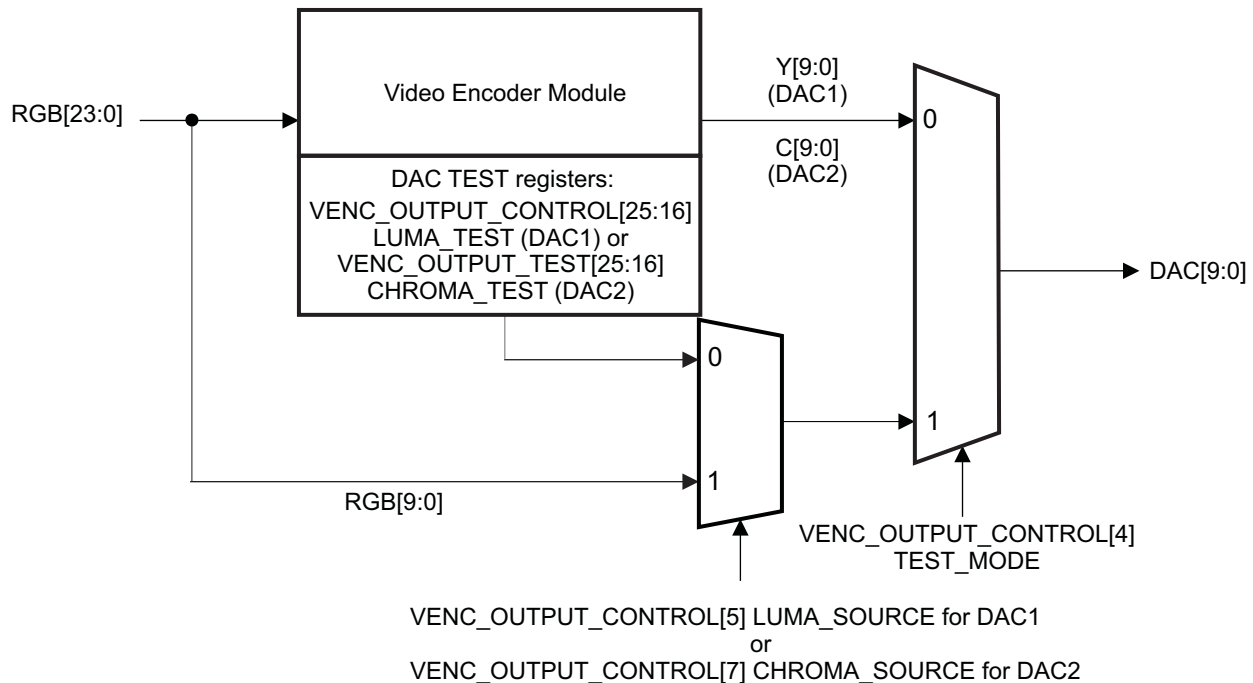 RGB[23:0]
Video Encoder Module
Y[9:0]
(DAC1)
0
C[9:0]
(DAC2)
DAC TEST registers:
VENC_OUTPUT_CONTROL[25:16]
LUMA_TEST (DAC1) or
VENC_OUTPUT_TEST[25:16]
CHROMA_TEST (DAC2)
DAC[9:0]
0
1
1
RGB[9:0]
VENC_OUTPUT_CONTROL[4]
TEST_MODE
VENC_OUTPUT_CONTROL[5] LUMA_SOURCE for DAC1
or
VENC_OUTPUT_CONTROL[7] CHROMA_SOURCE for DAC2